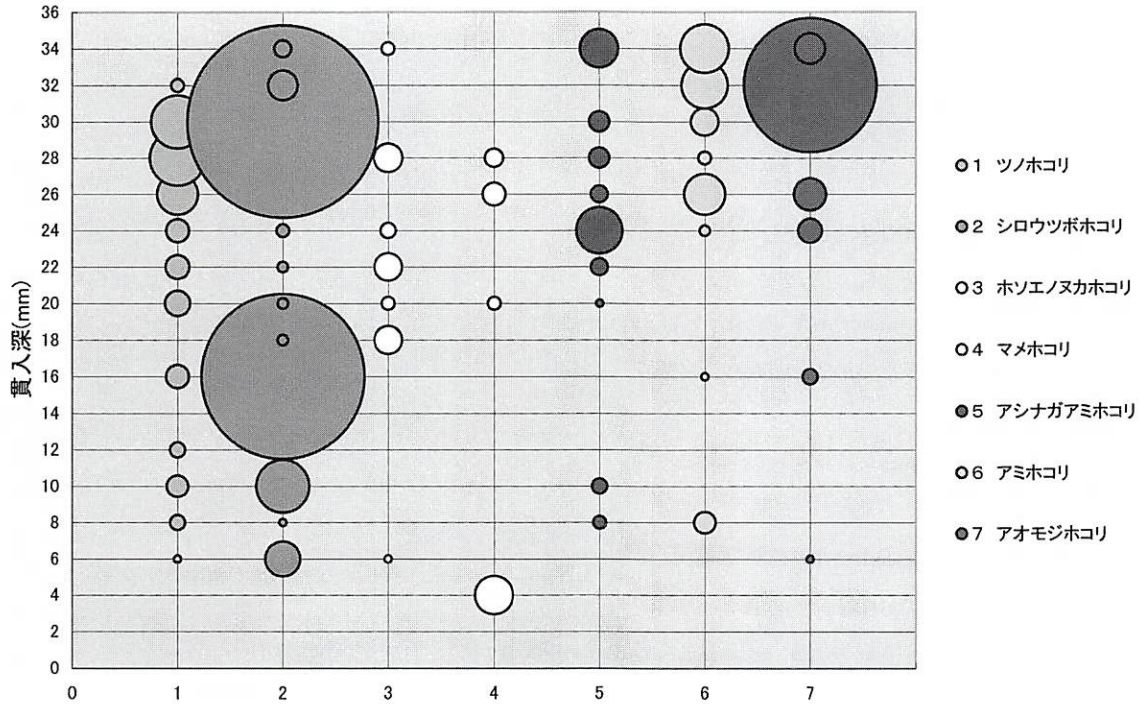 貫入深(mm)
36
34
32
30
28
26
24
22
20
18
16
14
12
10
8
6
4
2
0
0 1 2 3 4 5 6 7
1 ツノホコリ
2 シロウツボホコリ
3 ホソエノヌカホコリ
4 マメホコリ
5 アシナガアミホコリ
6 アミホコリ
7 アオモジホコリ